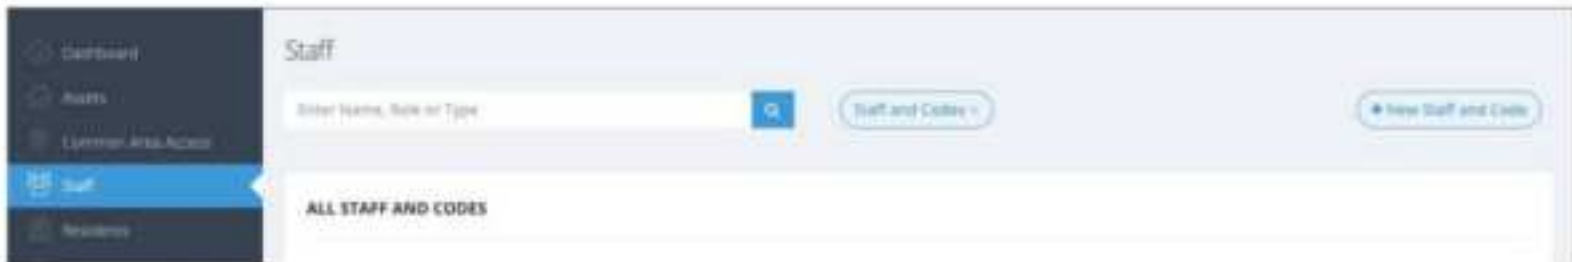 Dashboard
Assets
Common Area Access
Staff
Residents
Staff
Enter Name, Role or Type
Staff and Codes
+ New Staff and Code
ALL STAFF AND CODES